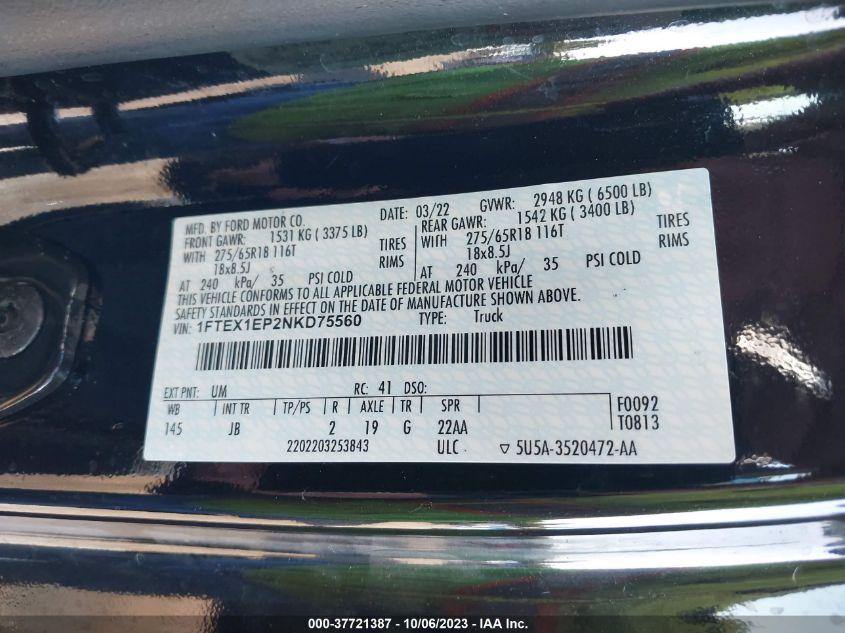 MFD. BY FORD MOTOR CO.
DATE: 03/22 GVWR: 2948 KG ( 6500 LB)
FRONT GAWR: 1531 KG ( 3375 LB)
REAR GAWR: 1542 KG ( 3400 LB)
WITH 275/65R18 116T TIRES
WITH 275/65R18 116T TIRES
18x8.5J RIMS
18x8.5J RIMS
AT 240 kPa/ 35 PSI COLD
AT 240 kPa/ 35 PSI COLD
THIS VEHICLE CONFORMS TO ALL APPLICABLE FEDERAL MOTOR VEHICLE
SAFETY STANDARDS IN EFFECT ON THE DATE OF MANUFACTURE SHOWN ABOVE.
VIN: 1FTEX1EP2NKD75560 TYPE: Truck
EXT PNT: UM RC: 41 DSO:
WB INT TR TP/PS R AXLE TR SPR F0092
145 JB 2 19 G 22AA T0813
2202203253843 ULC ▽ 5U5A-3520472-AA
000-37721387 - 10/06/2023 - IAA Inc.